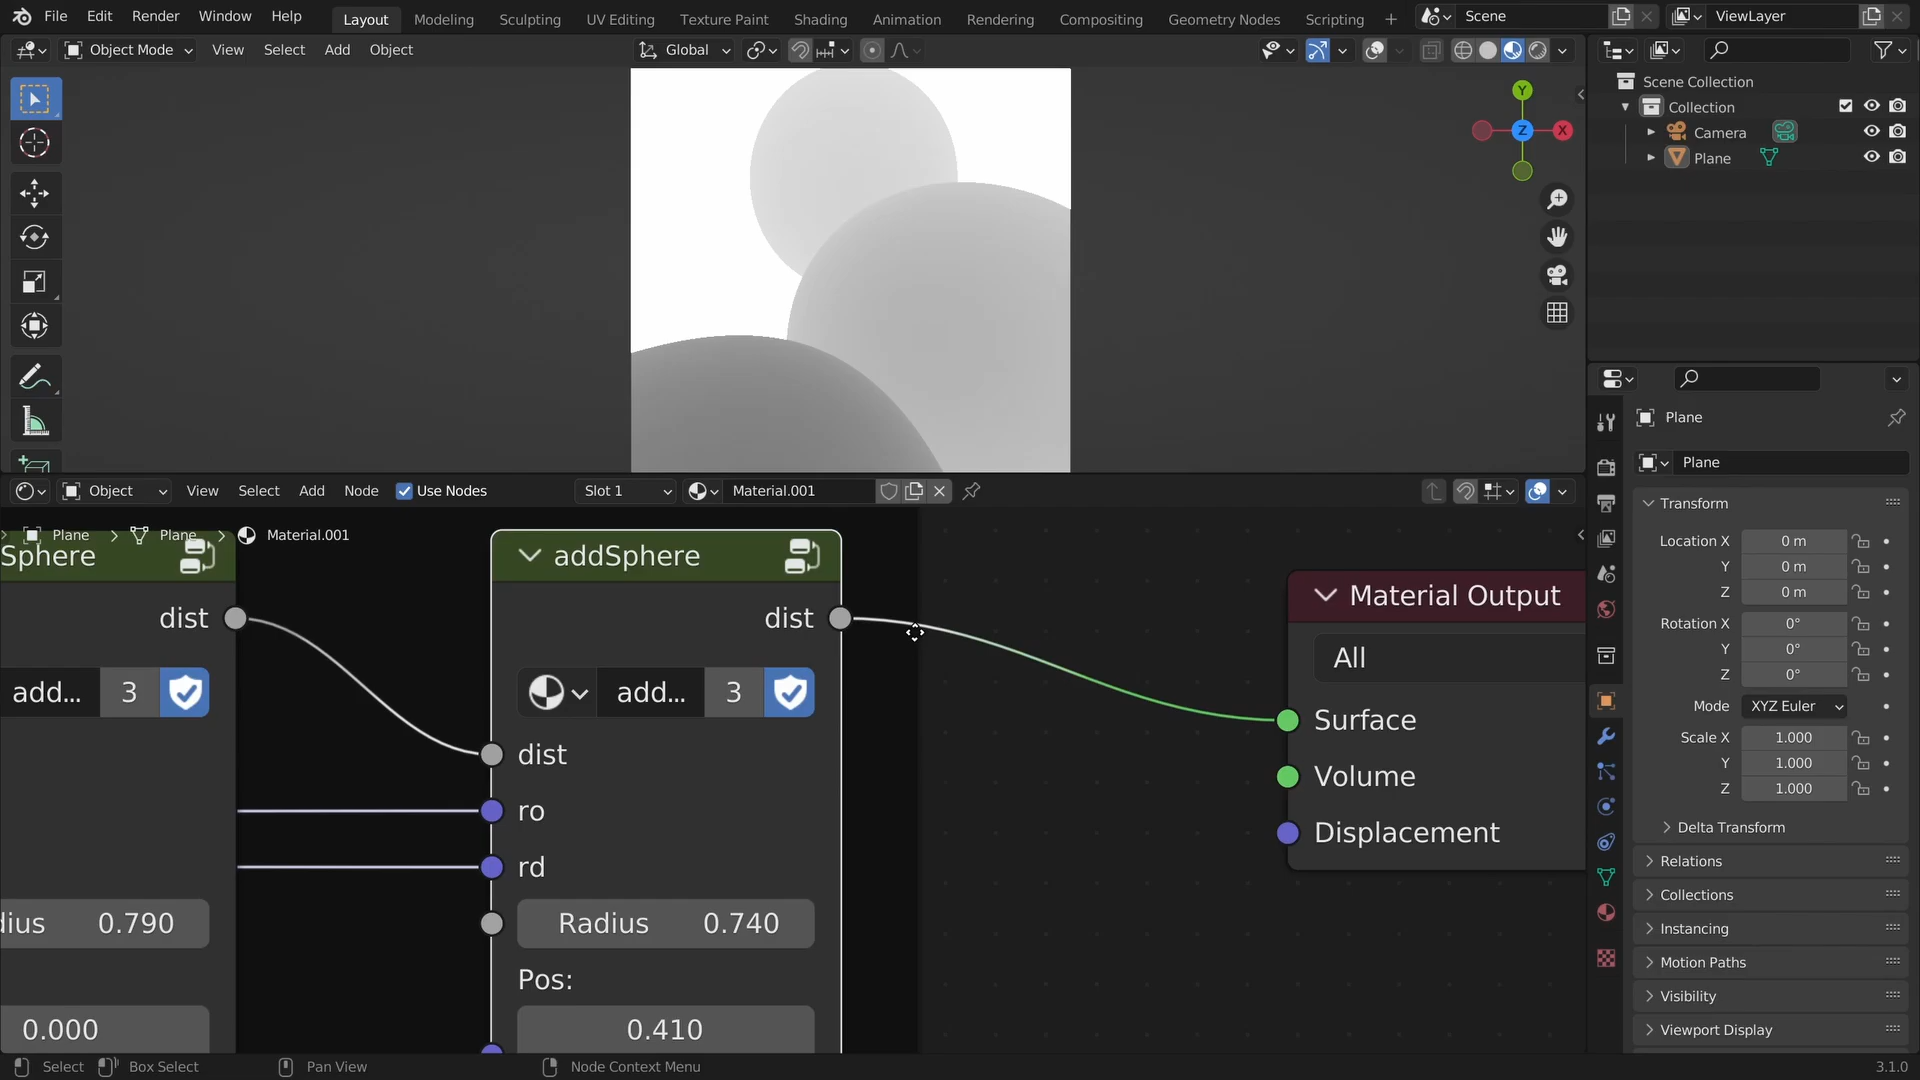 File Edit Render Window Help Layout Modeling Sculpting UV Editing Texture Paint Shading Animation Rendering Compositing Geometry Nodes Scripting + Scene ViewLayer
Object Mode View Select Add Object Global
Y
X
Z
Scene Collection
Collection
Camera
Plane
Plane
Plane
Transform
Location X 0 m
Y 0 m
Z 0 m
Rotation X 0°
Y 0°
Z 0°
Mode XYZ Euler
Scale X 1.000
Y 1.000
Z 1.000
Delta Transform
Relations
Collections
Instancing
Motion Paths
Visibility
Viewport Display
Object View Select Add Node Use Nodes Slot 1 Material.001
Plane Plane Material.001
Sphere
dist
add... 3
dius 0.790
0.000
addSphere
dist
add... 3
dist
ro
rd
Radius 0.740
Pos:
0.410
Material Output
All
Surface
Volume
Displacement
Select Box Select Pan View Node Context Menu 3.1.0